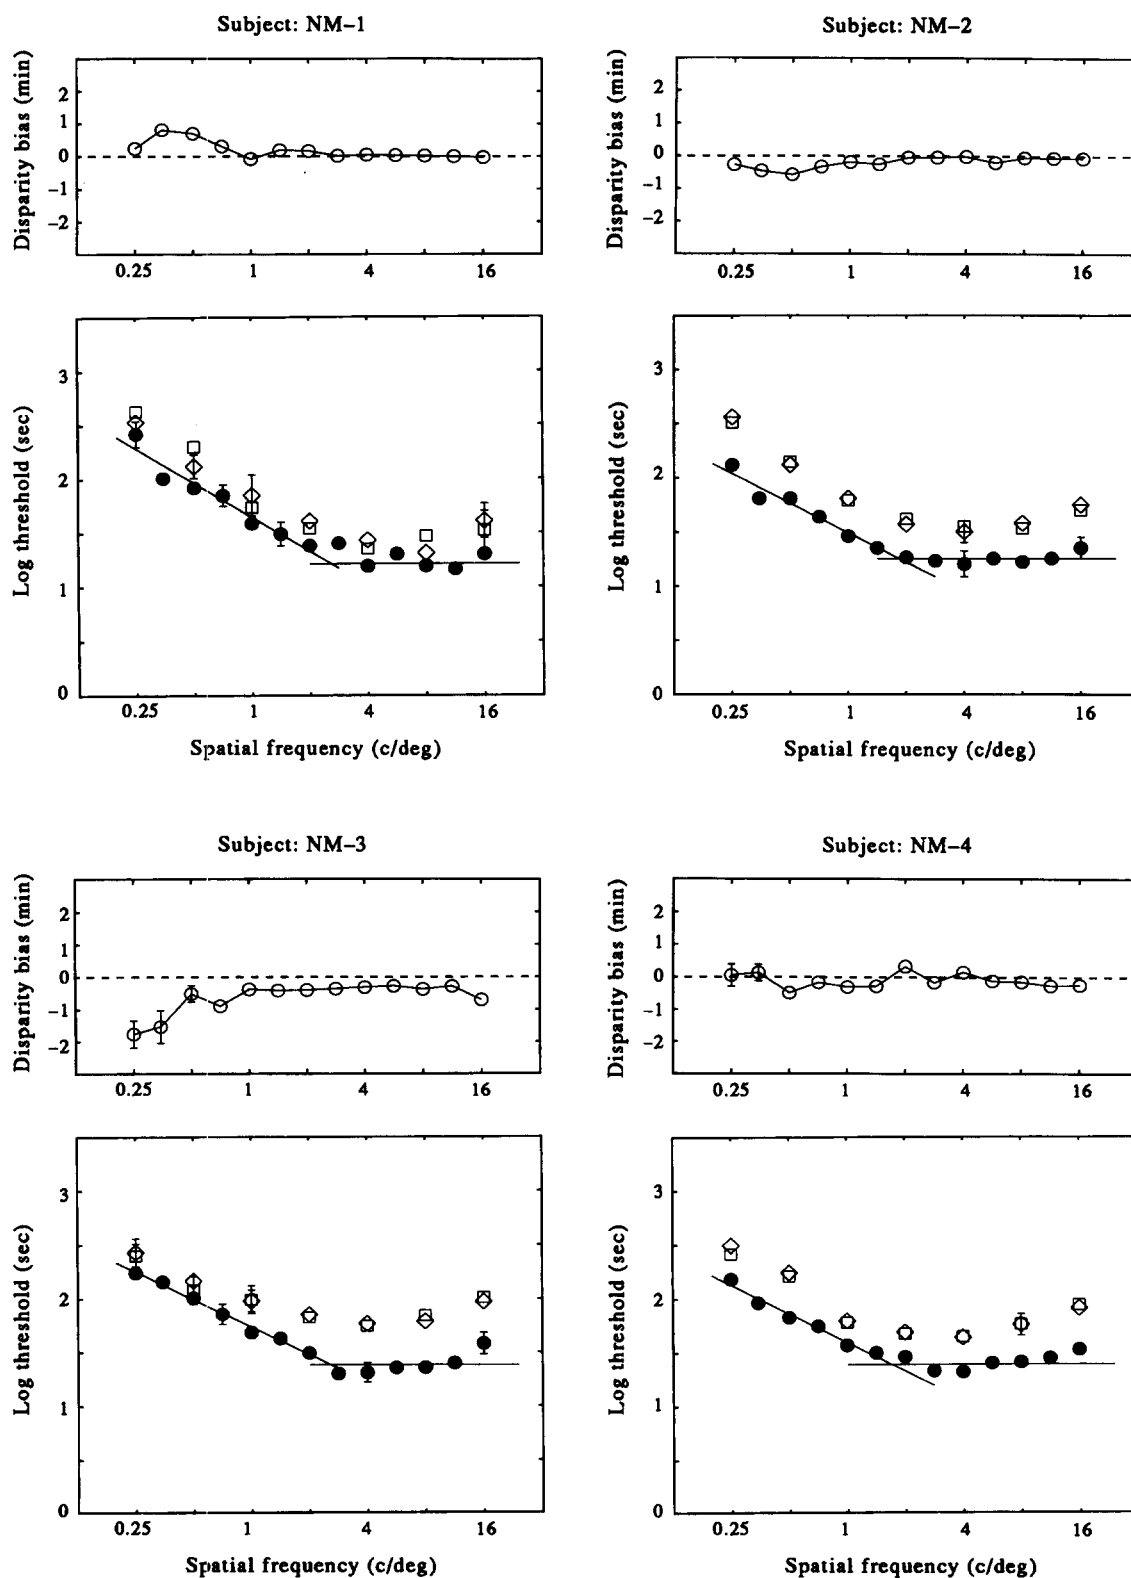 Subject: NM–1
Disparity bias (min)
2
1
0
–1
–2
0.25 1 4 16
Log threshold (sec)
3
2
1
0
0.25 1 4 16
Spatial frequency (c/deg)
Subject: NM–2
Disparity bias (min)
2
1
0
–1
–2
0.25 1 4 16
Log threshold (sec)
3
2
1
0
0.25 1 4 16
Spatial frequency (c/deg)
Subject: NM–3
Disparity bias (min)
2
1
0
–1
–2
0.25 1 4 16
Log threshold (sec)
3
2
1
0
0.25 1 4 16
Spatial frequency (c/deg)
Subject: NM–4
Disparity bias (min)
2
1
0
–1
–2
0.25 1 4 16
Log threshold (sec)
3
2
1
0
0.25 1 4 16
Spatial frequency (c/deg)